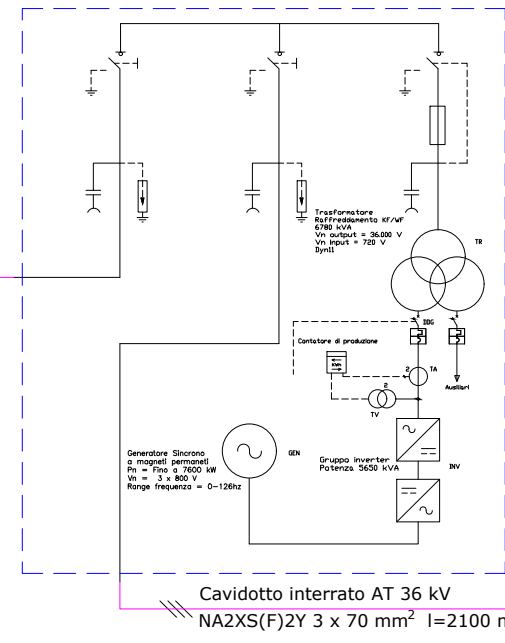 Trasformatore
Raffreddamento KF/WF
6780 kVA
Vn output = 36.000 V
Vn input = 720 V
Dyn11
TR
DDG
Contatore di produzione
kWh
2
TA
2
TV
Ausiliari
Generatore Sincrono
a magneti permaneti
Pn = Fino a 7600 kW
Vn = 3 x 800 V
Range frequenza = 0-126hz
GEN
Gruppo inverter
Potenza 5650 kVA
INV
Cavidotto interrato AT 36 kV
NA2XS(F)2Y 3 x 70 mm² l=2100